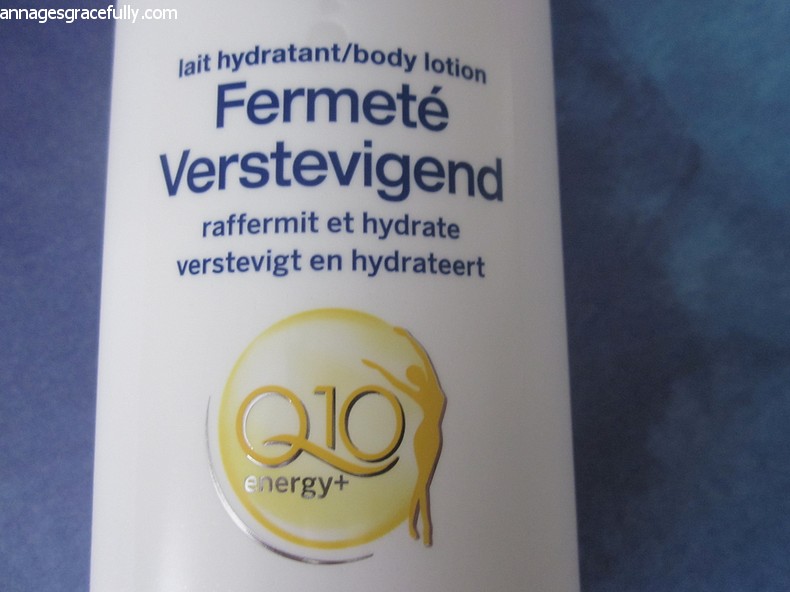 annagesgracefully.com
lait hydratant/body lotion
Fermeté
Verstevigend
raffermit et hydrate
verstevigt en hydrateert
Q10
energy+